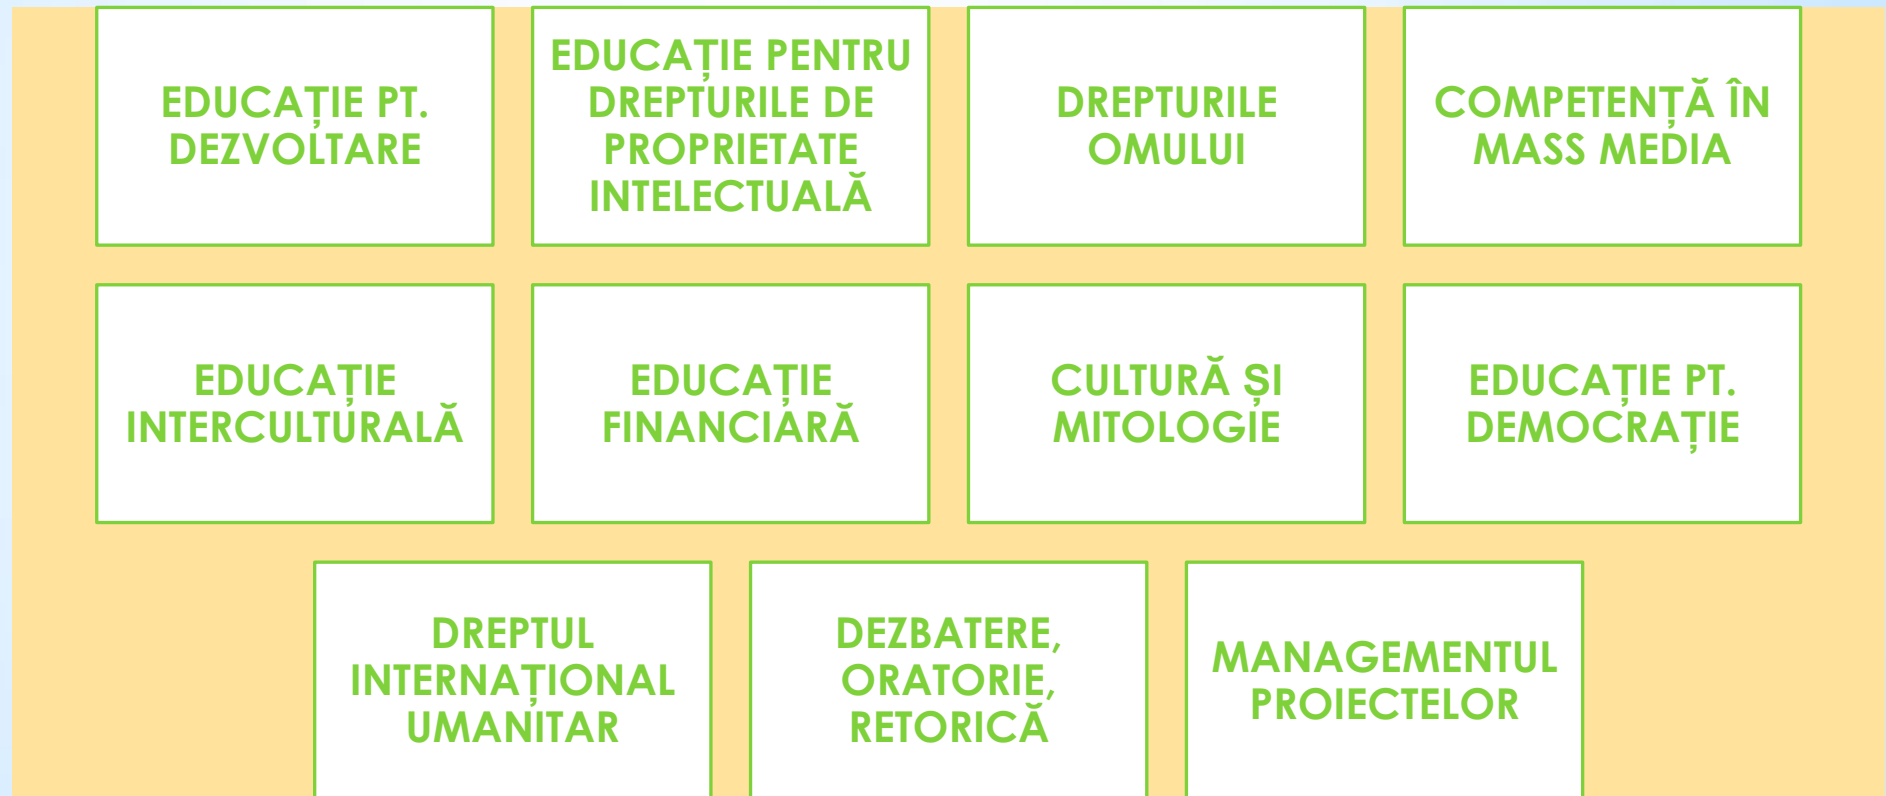 EDUCAȚIE PT.
DEZVOLTARE
EDUCAȚIE PENTRU
DREPTURILE DE
PROPRIETATE
INTELECTUALĂ
DREPTURILE
OMULUI
COMPETENȚĂ ÎN
MASS MEDIA
EDUCAȚIE
INTERCULTURALĂ
EDUCAȚIE
FINANCIARĂ
CULTURĂ ȘI
MITOLOGIE
EDUCAȚIE PT.
DEMOCRAȚIE
DREPTUL
INTERNAȚIONAL
UMANITAR
DEZBATERE,
ORATORIE,
RETORICĂ
MANAGEMENTUL
PROIECTELOR